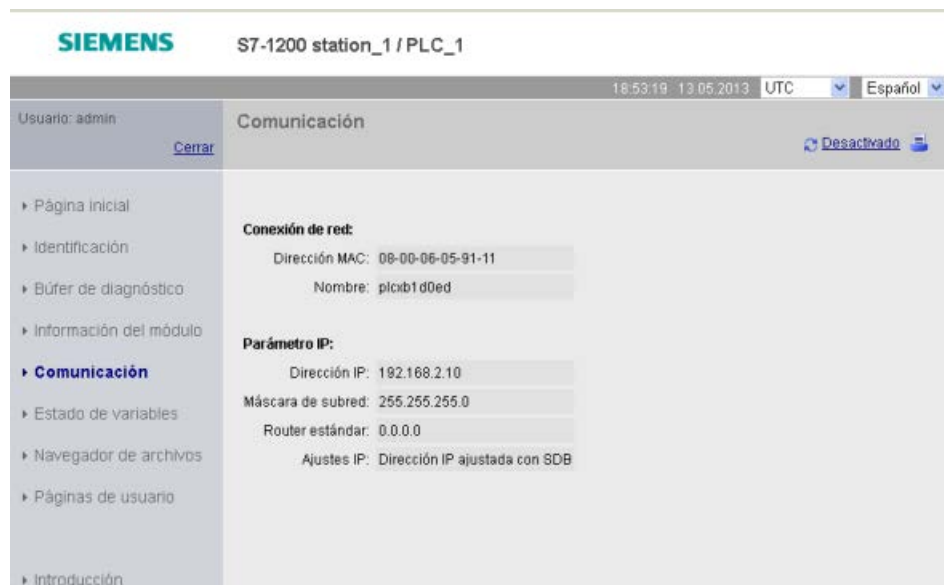 SIEMENS
S7-1200 station_1 / PLC_1
18:53:19 13.05.2013 UTC Español
Usuario: admin
Cerrar
Comunicación
Desactivado
Página inicial
Identificación
Búfer de diagnóstico
Información del módulo
Comunicación
Estado de variables
Navegador de archivos
Páginas de usuario
Introducción
Conexión de red:
Dirección MAC: 08-00-06-05-91-11
Nombre: plcxb1d0ed
Parámetro IP:
Dirección IP: 192.168.2.10
Máscara de subred: 255.255.255.0
Router estándar: 0.0.0.0
Ajustes IP: Dirección IP ajustada con SDB